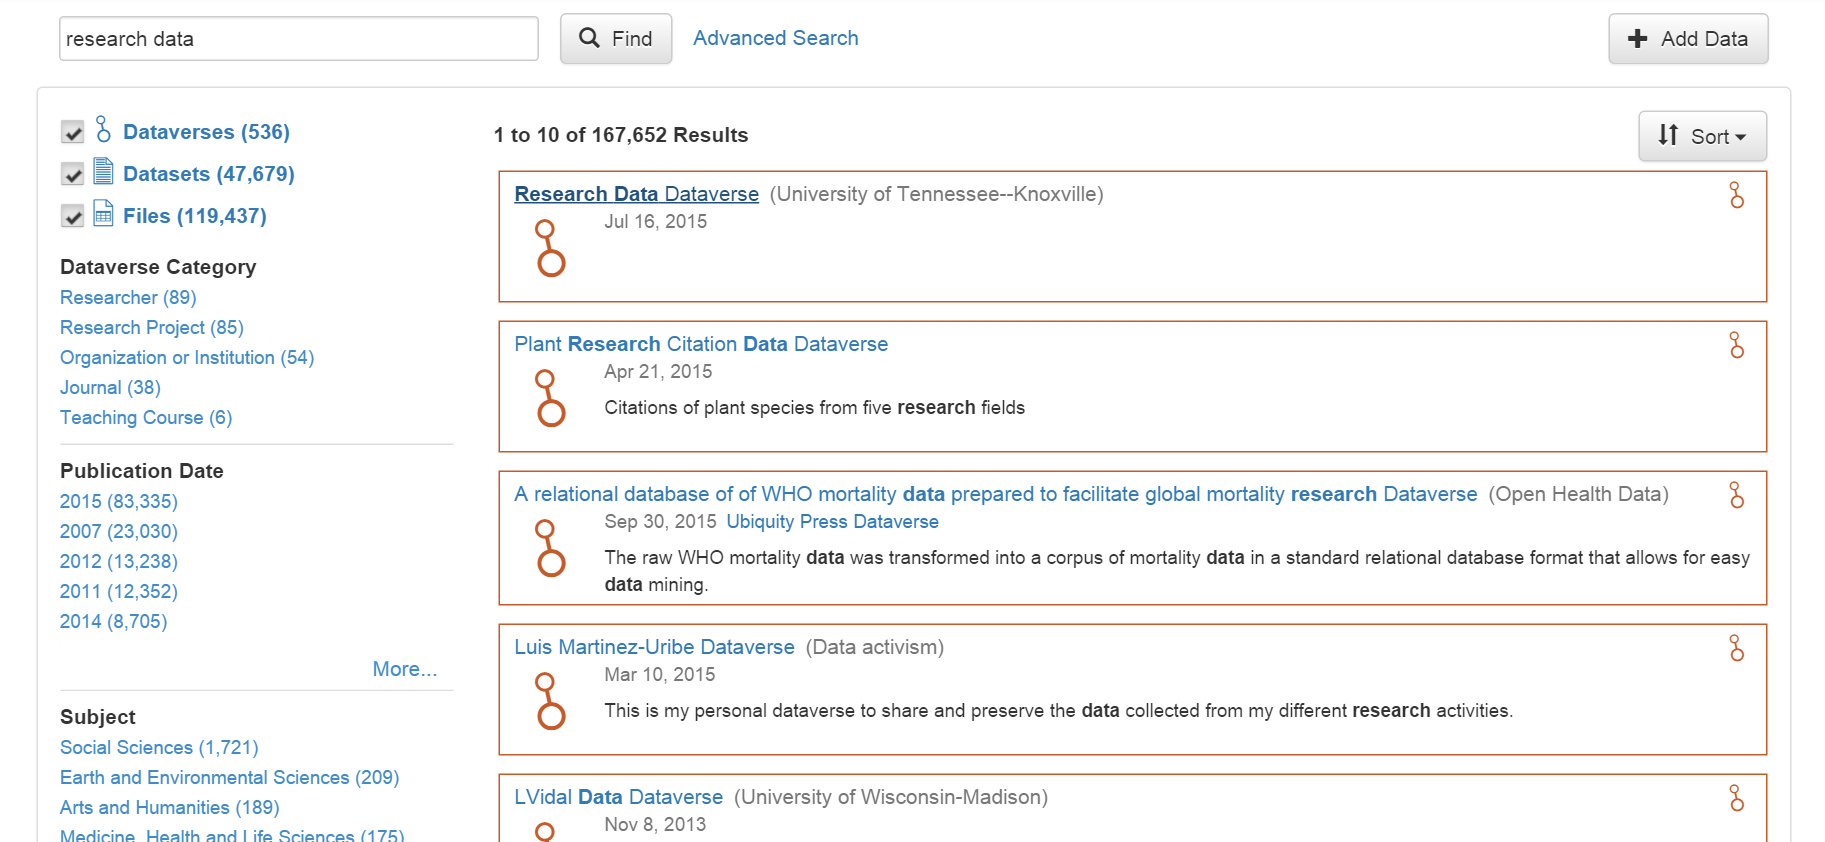 research data
Find
Advanced Search
Add Data
Dataverses (536)
Datasets (47,679)
Files (119,437)
Dataverse Category
Researcher (89)
Research Project (85)
Organization or Institution (54)
Journal (38)
Teaching Course (6)
Publication Date
2015 (83,335)
2007 (23,030)
2012 (13,238)
2011 (12,352)
2014 (8,705)
More...
Subject
Social Sciences (1,721)
Earth and Environmental Sciences (209)
Arts and Humanities (189)
Medicine, Health and Life Sciences (175)
1 to 10 of 167,652 Results
Sort
Research Data Dataverse (University of Tennessee--Knoxville)
Jul 16, 2015
Plant Research Citation Data Dataverse
Apr 21, 2015
Citations of plant species from five research fields
A relational database of of WHO mortality data prepared to facilitate global mortality research Dataverse (Open Health Data)
Sep 30, 2015 Ubiquity Press Dataverse
The raw WHO mortality data was transformed into a corpus of mortality data in a standard relational database format that allows for easy
data mining.
Luis Martinez-Uribe Dataverse (Data activism)
Mar 10, 2015
This is my personal dataverse to share and preserve the data collected from my different research activities.
LVidal Data Dataverse (University of Wisconsin-Madison)
Nov 8, 2013